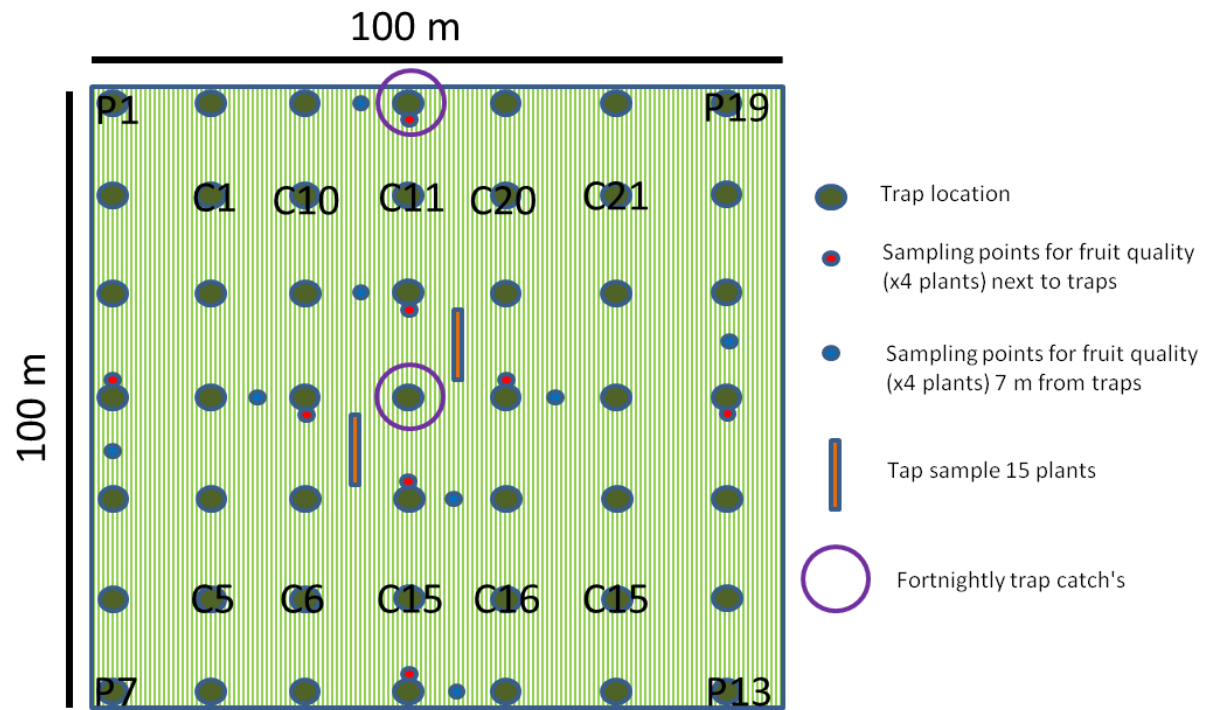 100 m
100 m
P1
P19
C1
C10
C11
C20
C21
C5
C6
C15
C16
C15
P7
P13
Trap location
Sampling points for fruit quality
(x4 plants) next to traps
Sampling points for fruit quality
(x4 plants) 7 m from traps
Tap sample 15 plants
Fortnightly trap catch's